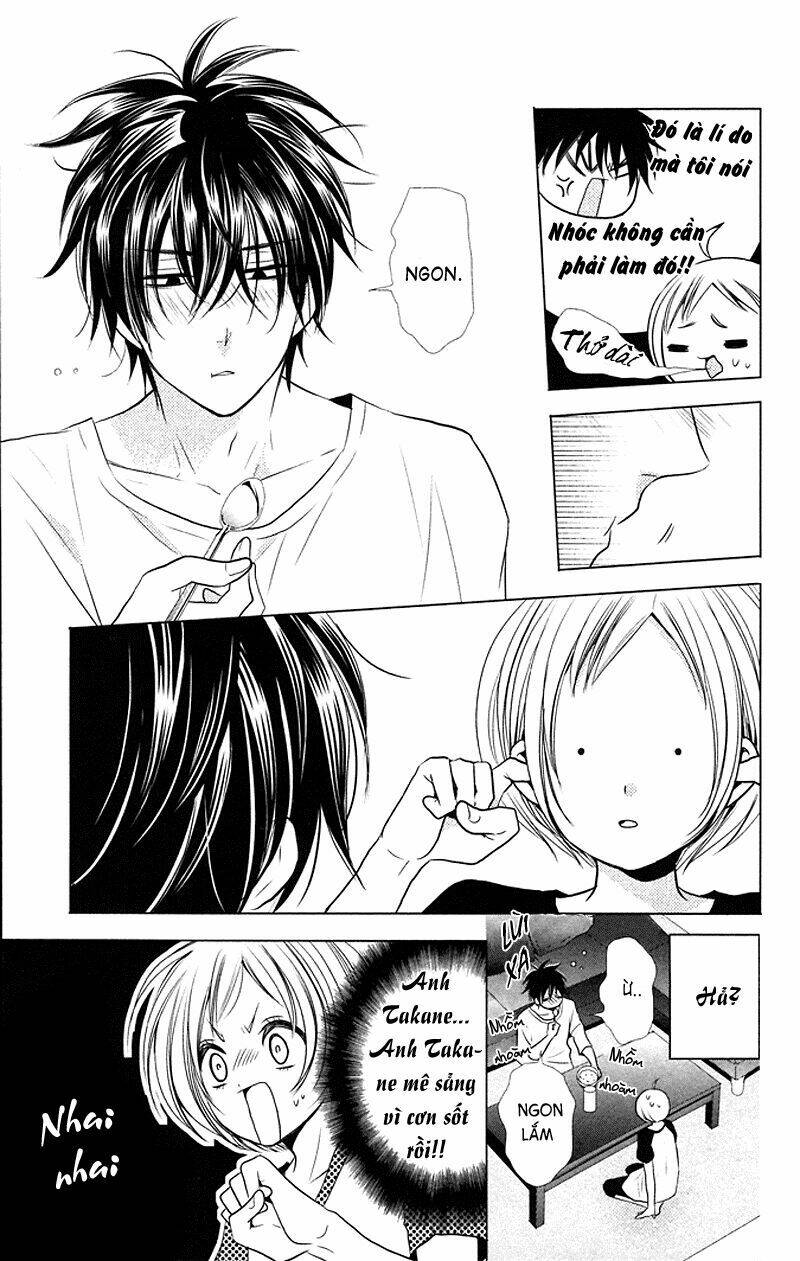 Đó là lí do
mà tôi nói
Nhóc không cần
phải làm đó!!
Thở dài
NGON.
Hả?
LÙI
XA
Ừ..
Nhồm
nhoàm
Nhồm
nhoàm
NGON
LẮM
Anh
Takane...
Anh Taka-
ne mê sảng
vì cơn sốt
rồi!!
Nhai
nhai